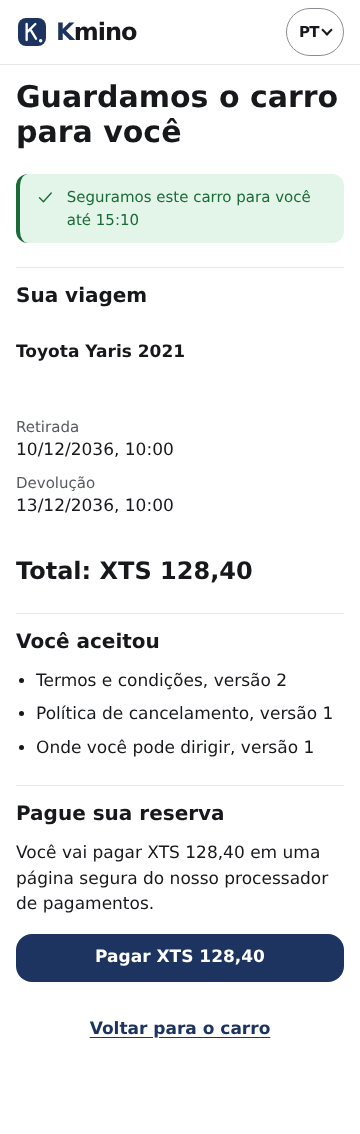 K.
Kmino
PT
Guardamos o carro
para você
Seguramos este carro para você
até 15:10
Sua viagem
Toyota Yaris 2021
Retirada
10/12/2036, 10:00
Devolução
13/12/2036, 10:00
Total: XTS 128,40
Você aceitou
• Termos e condições, versão 2
• Política de cancelamento, versão 1
• Onde você pode dirigir, versão 1
Pague sua reserva
Você vai pagar XTS 128,40 em uma
página segura do nosso processador
de pagamentos.
Pagar XTS 128,40
Voltar para o carro